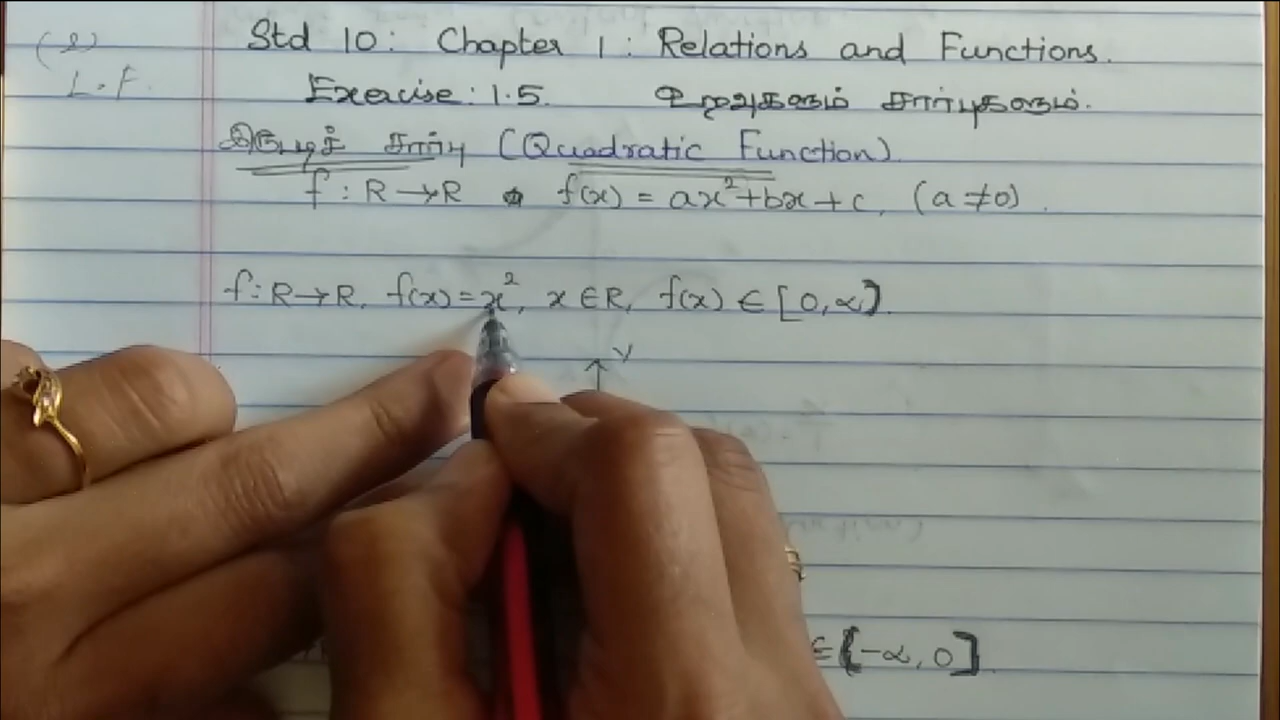 (2) Std 10: Chapter 1: Relations and Functions.
L.F. Exercise: 1.5. உறவுகளும் சார்புகளும்.
இருபடிச் சார்பு (Quadratic Function)
f : R → R f(x) = ax²+bx+c, (a ≠ 0).
f: R → R, f(x) = x², x ∈ R, f(x) ∈ [0, ∝).
Y
∈ (-∝, 0]